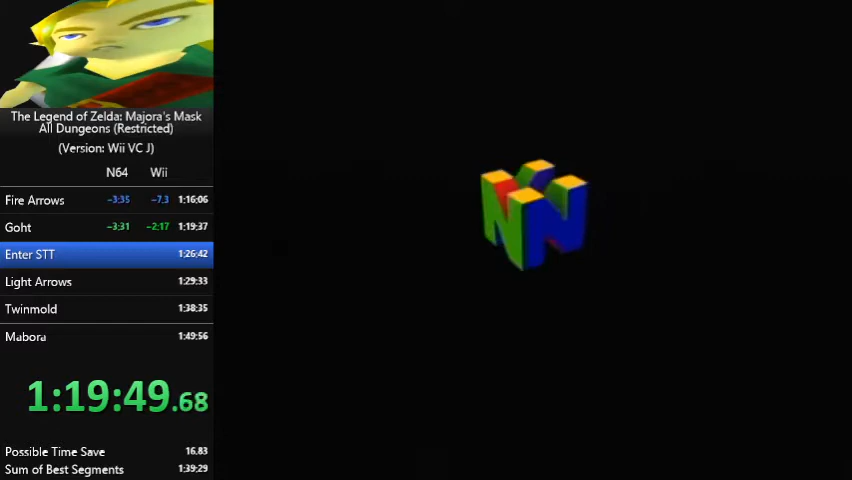 The Legend of Zelda: Majora's Mask
All Dungeons (Restricted)
(Version: Wii VC J)
N64 Wii
Fire Arrows −3:35 −7.3 1:16:06
Goht −3:31 −2:17 1:19:37
Enter STT 1:26:42
Light Arrows 1:29:33
Twinmold 1:38:35
Mabora 1:49:56
1:19:49.68
Possible Time Save 16.83
Sum of Best Segments 1:39:29